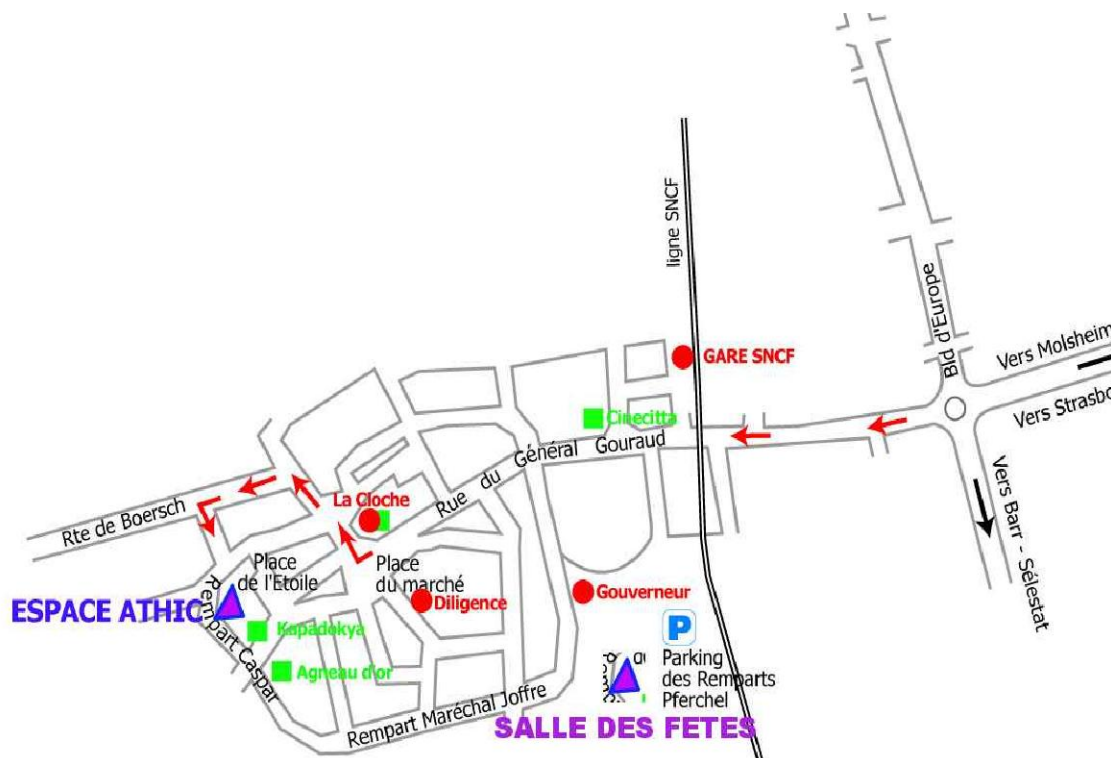 ligne SNCF
Bld d'Europe
GARE SNCF
Vers Molsheim
Vers Strasbo
Cinecitta
Rue du Général Gouraud
La Cloche
Rte de Boersch
Vers Barr - Sélestat
Place
de l'Etoile
Place
du marché
ESPACE ATHIC
Rempart Caspar
Diligence
Gouverneur
Kapadokya
P
Agneau d'or
Parking
des Remparts
Pferchel
Rempart Maréchal Joffre
SALLE DES FETES